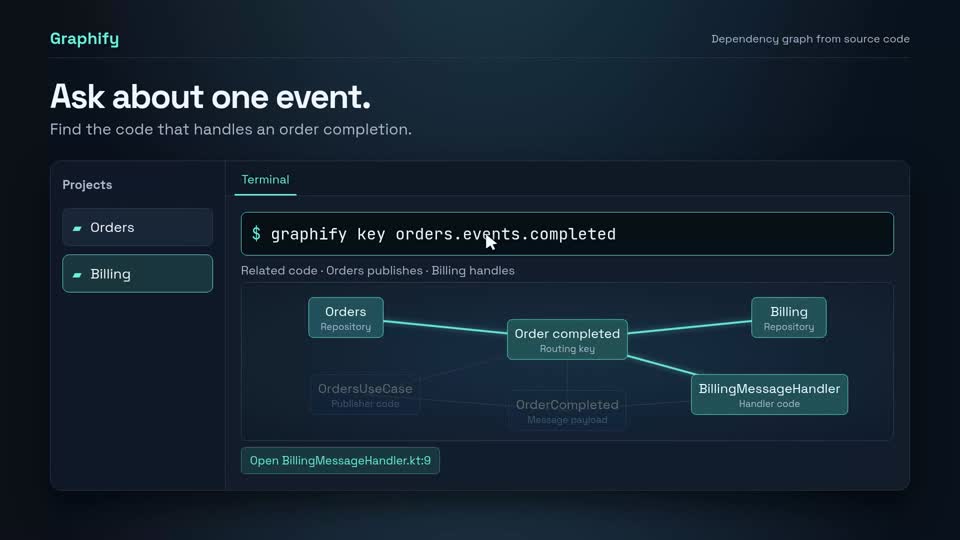 Graphify
Dependency graph from source code
Ask about one event.
Find the code that handles an order completion.
Projects
Orders
Billing
Terminal
$ graphify key orders.events.completed
Related code · Orders publishes · Billing handles
Orders
Repository
Order completed
Routing key
Billing
Repository
OrdersUseCase
Publisher code
OrderCompleted
Message payload
BillingMessageHandler
Handler code
Open BillingMessageHandler.kt:9